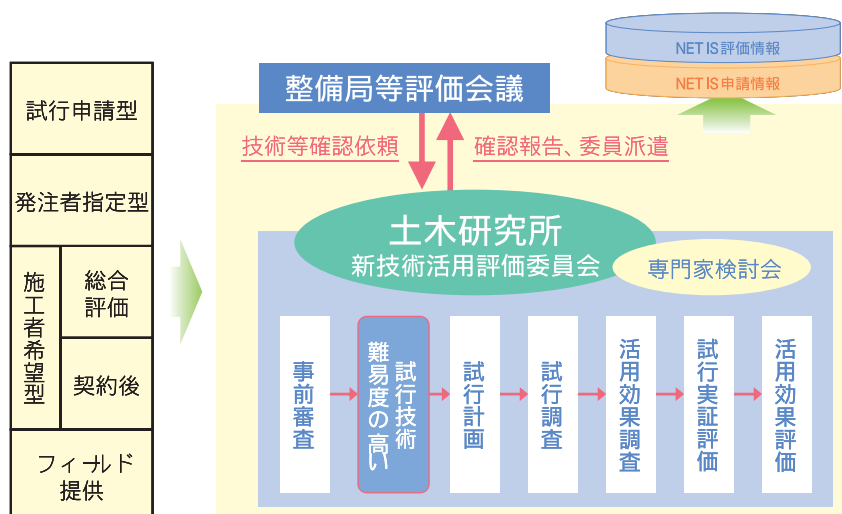 NETIS評価情報
NETIS申請情報
試行申請型
発注者指定型
施工者希望型
総合
評価
契約後
フィールド
提供
整備局等評価会議
技術等確認依頼
確認報告、委員派遣
土木研究所
新技術活用評価委員会
専門家検討会
事前審査
試行技術
難易度の高い
試行計画
試行調査
活用効果調査
試行実証評価
活用効果評価